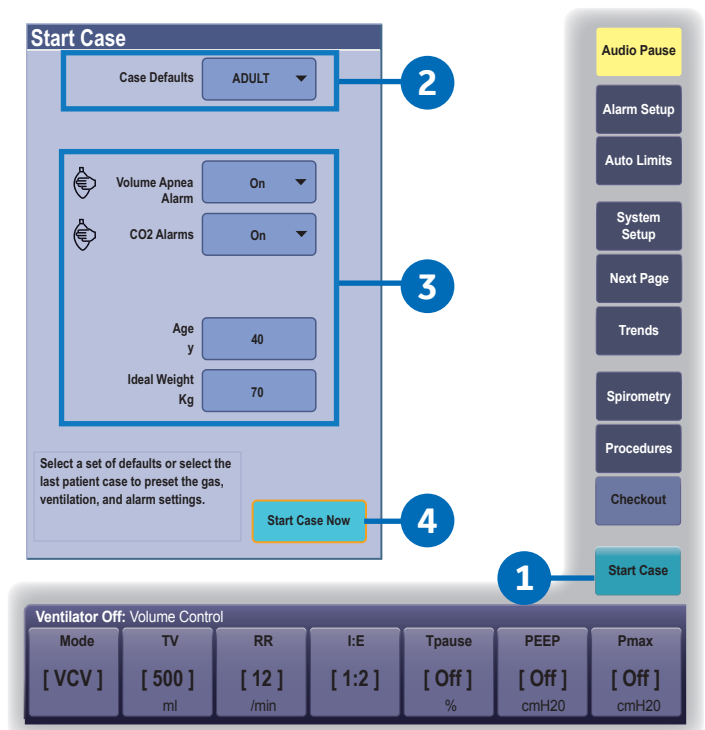 Start Case
Case Defaults
ADULT
2
Volume Apnea
Alarm
On
CO2 Alarms
On
3
Age
y
40
Ideal Weight
Kg
70
Select a set of defaults or select the
last patient case to preset the gas,
ventilation, and alarm settings.
Start Case Now
4
Audio Pause
Alarm Setup
Auto Limits
System
Setup
Next Page
Trends
Spirometry
Procedures
Checkout
1
Start Case
Ventilator Off: Volume Control
Mode
[ VCV ]
TV
[ 500 ]
ml
RR
[ 12 ]
/min
I:E
[ 1:2 ]
Tpause
[ Off ]
%
PEEP
[ Off ]
cmH20
Pmax
[ Off ]
cmH20